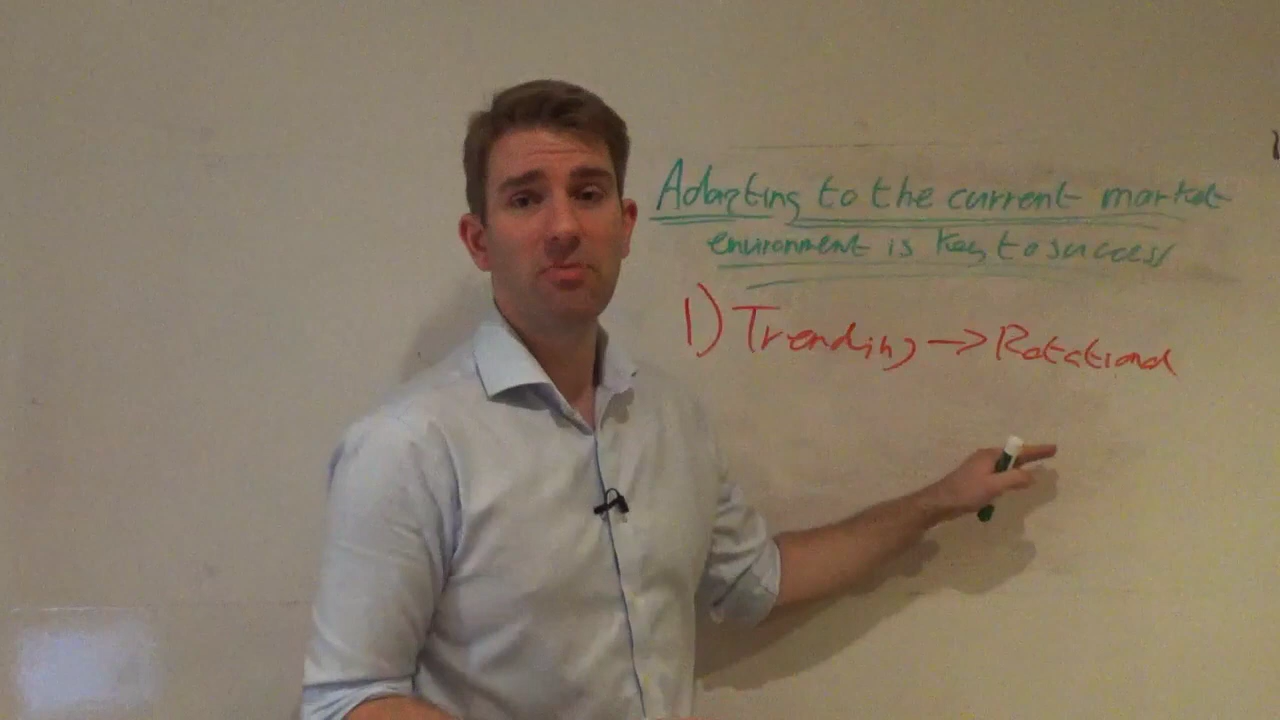 Adapting to the current market
environment is key to success
1) Trending → Rotational